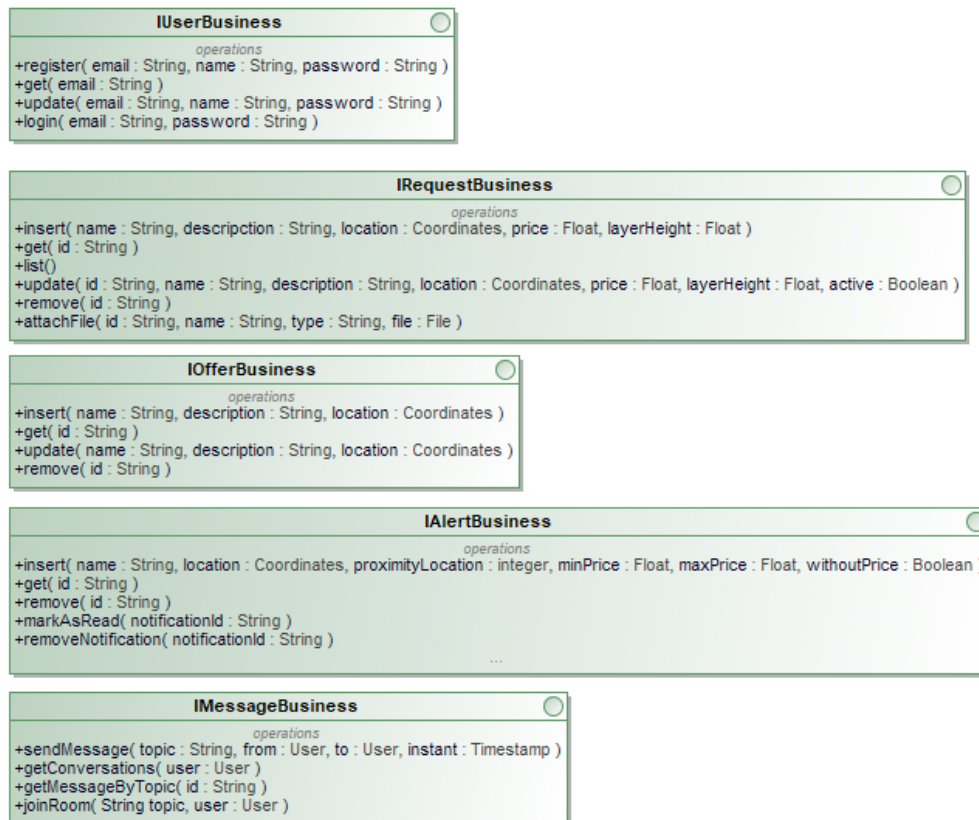 IUserBusiness
operations
+register( email : String, name : String, password : String )
+get( email : String )
+update( email : String, name : String, password : String )
+login( email : String, password : String )
IRequestBusiness
operations
+insert( name : String, descripction : String, location : Coordinates, price : Float, layerHeight : Float )
+get( id : String )
+list()
+update( id : String, name : String, description : String, location : Coordinates, price : Float, layerHeight : Float, active : Boolean )
+remove( id : String )
+attachFile( id : String, name : String, type : String, file : File )
IOfferBusiness
operations
+insert( name : String, description : String, location : Coordinates )
+get( id : String )
+update( name : String, description : String, location : Coordinates )
+remove( id : String )
IAlertBusiness
operations
+insert( name : String, location : Coordinates, proximityLocation : integer, minPrice : Float, maxPrice : Float, withoutPrice : Boolean )
+get( id : String )
+remove( id : String )
+markAsRead( notificationId : String )
+removeNotification( notificationId : String )
...
IMessageBusiness
operations
+sendMessage( topic : String, from : User, to : User, instant : Timestamp )
+getConversations( user : User )
+getMessageByTopic( id : String )
+joinRoom( String topic, user : User )